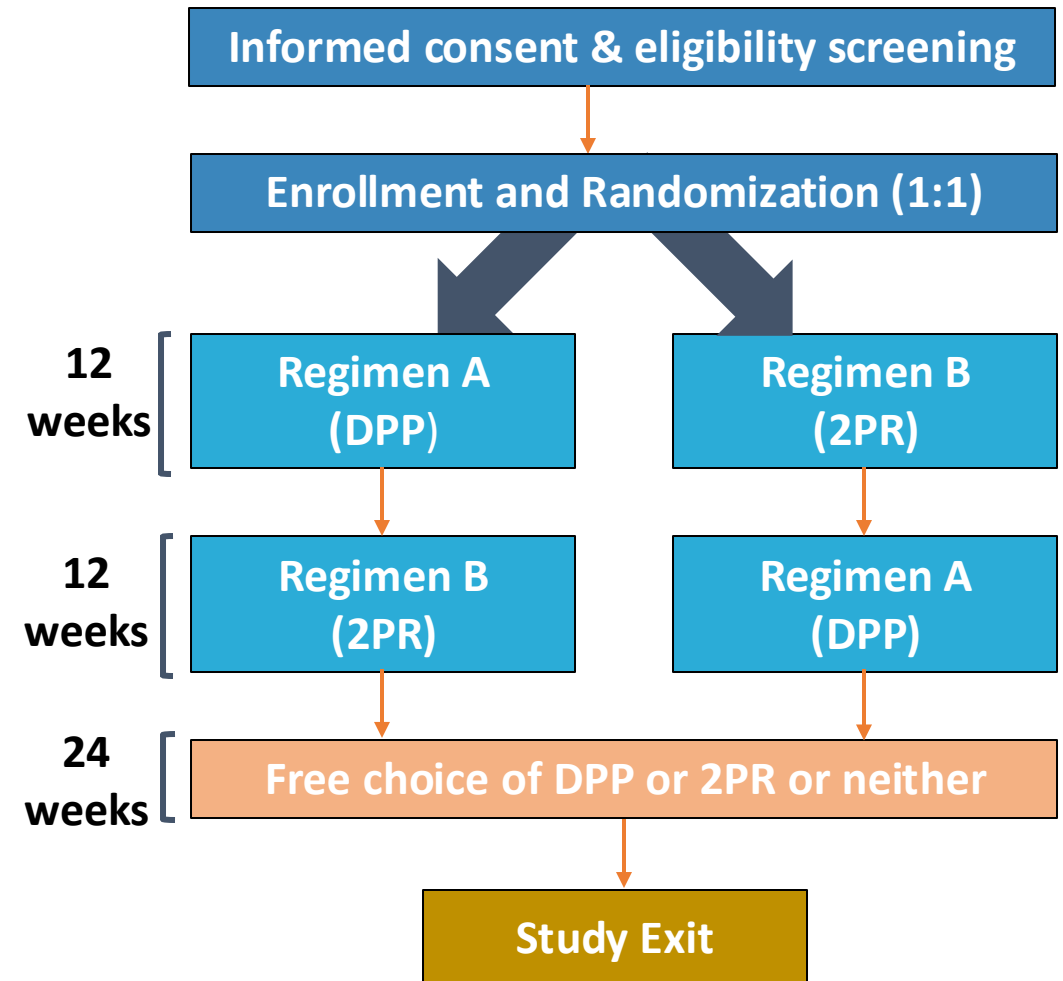 Informed consent & eligibility screening
Enrollment and Randomization (1:1)
12
weeks
Regimen A
(DPP)
Regimen B
(2PR)
12
weeks
Regimen B
(2PR)
Regimen A
(DPP)
24
weeks
Free choice of DPP or 2PR or neither
Study Exit